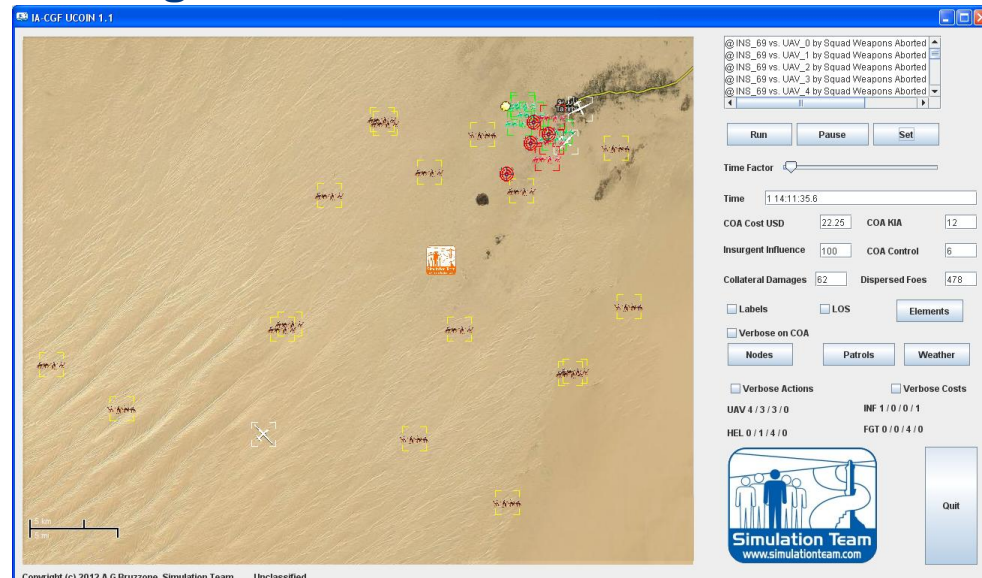 IA-CGF UCOIN 1.1
@ INS_69 vs. UAV_0 by Squad Weapons Aborted
@ INS_69 vs. UAV_1 by Squad Weapons Aborted
@ INS_69 vs. UAV_2 by Squad Weapons Aborted
@ INS_69 vs. UAV_3 by Squad Weapons Aborted
@ INS_69 vs. UAV_4 by Squad Weapons Aborted
Run Pause Set
Time Factor
Time 1 14:11:35.6
COA Cost USD 22.25 COA KIA 12
Insurgent Influence 100 COA Control 6
Collateral Damages 62 Dispersed Foes 478
Labels LOS Elements
Verbose on COA
Nodes Patrols Weather
Verbose Actions Verbose Costs
UAV 4 / 3 / 3 / 0 INF 1 / 0 / 0 / 1
HEL 0 / 1 / 4 / 0 FGT 0 / 0 / 4 / 0
Simulation Team
www.simulationteam.com
Quit
5 km
5 mi
Copyright (c) 2012 A.G.Bruzzone, Simulation Team Unclassified